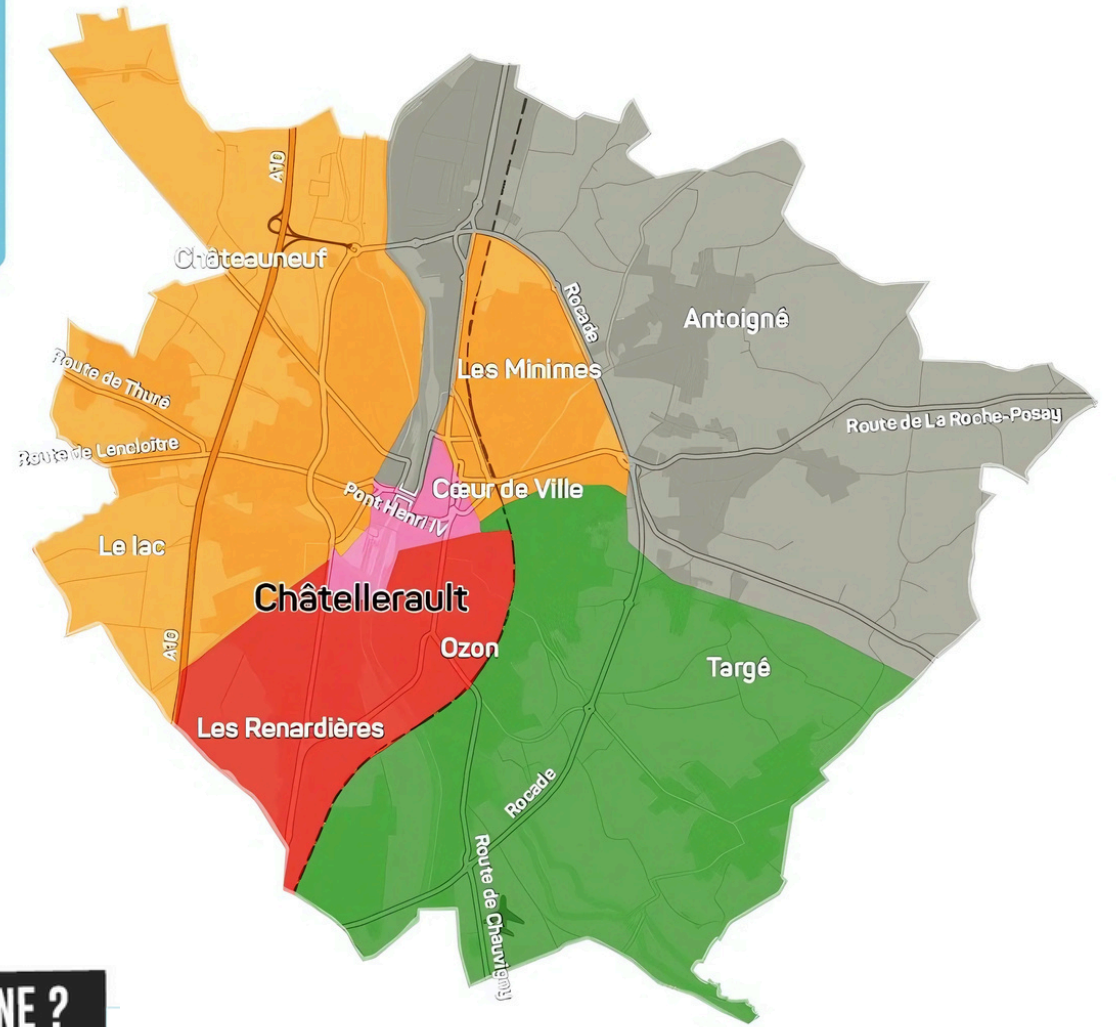 A10
Châteauneuf
Rocade
Antoigné
Les Minimes
Route de Thuré
Route de La Roche-Posay
Route de Lencloître
Cœur de Ville
Pont Henri IV
Le lac
Châtellerault
A10
Ozon
Targé
Les Renardières
Rocade
Route de Chauvigny
NE ?